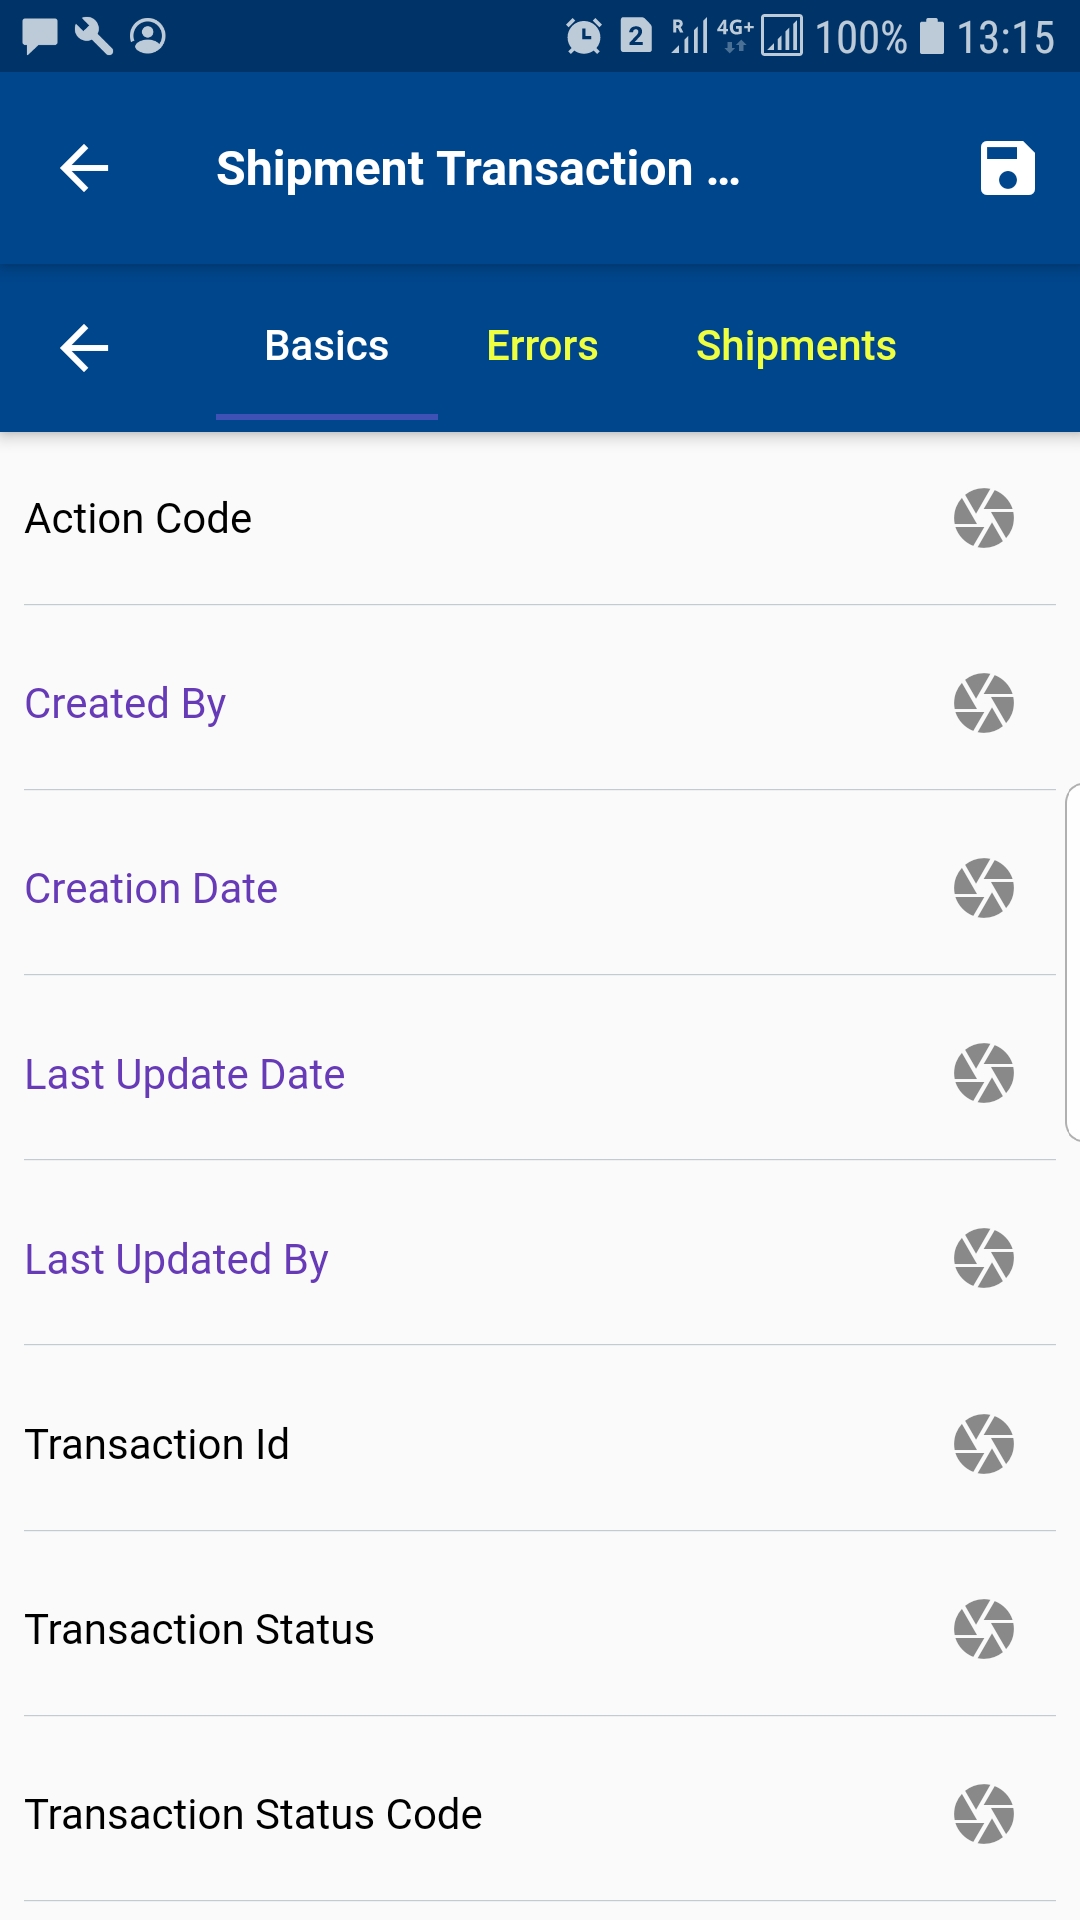 2 R 4G+ 100% 13:15
Shipment Transaction ...
Basics Errors Shipments
Action Code
Created By
Creation Date
Last Update Date
Last Updated By
Transaction Id
Transaction Status
Transaction Status Code